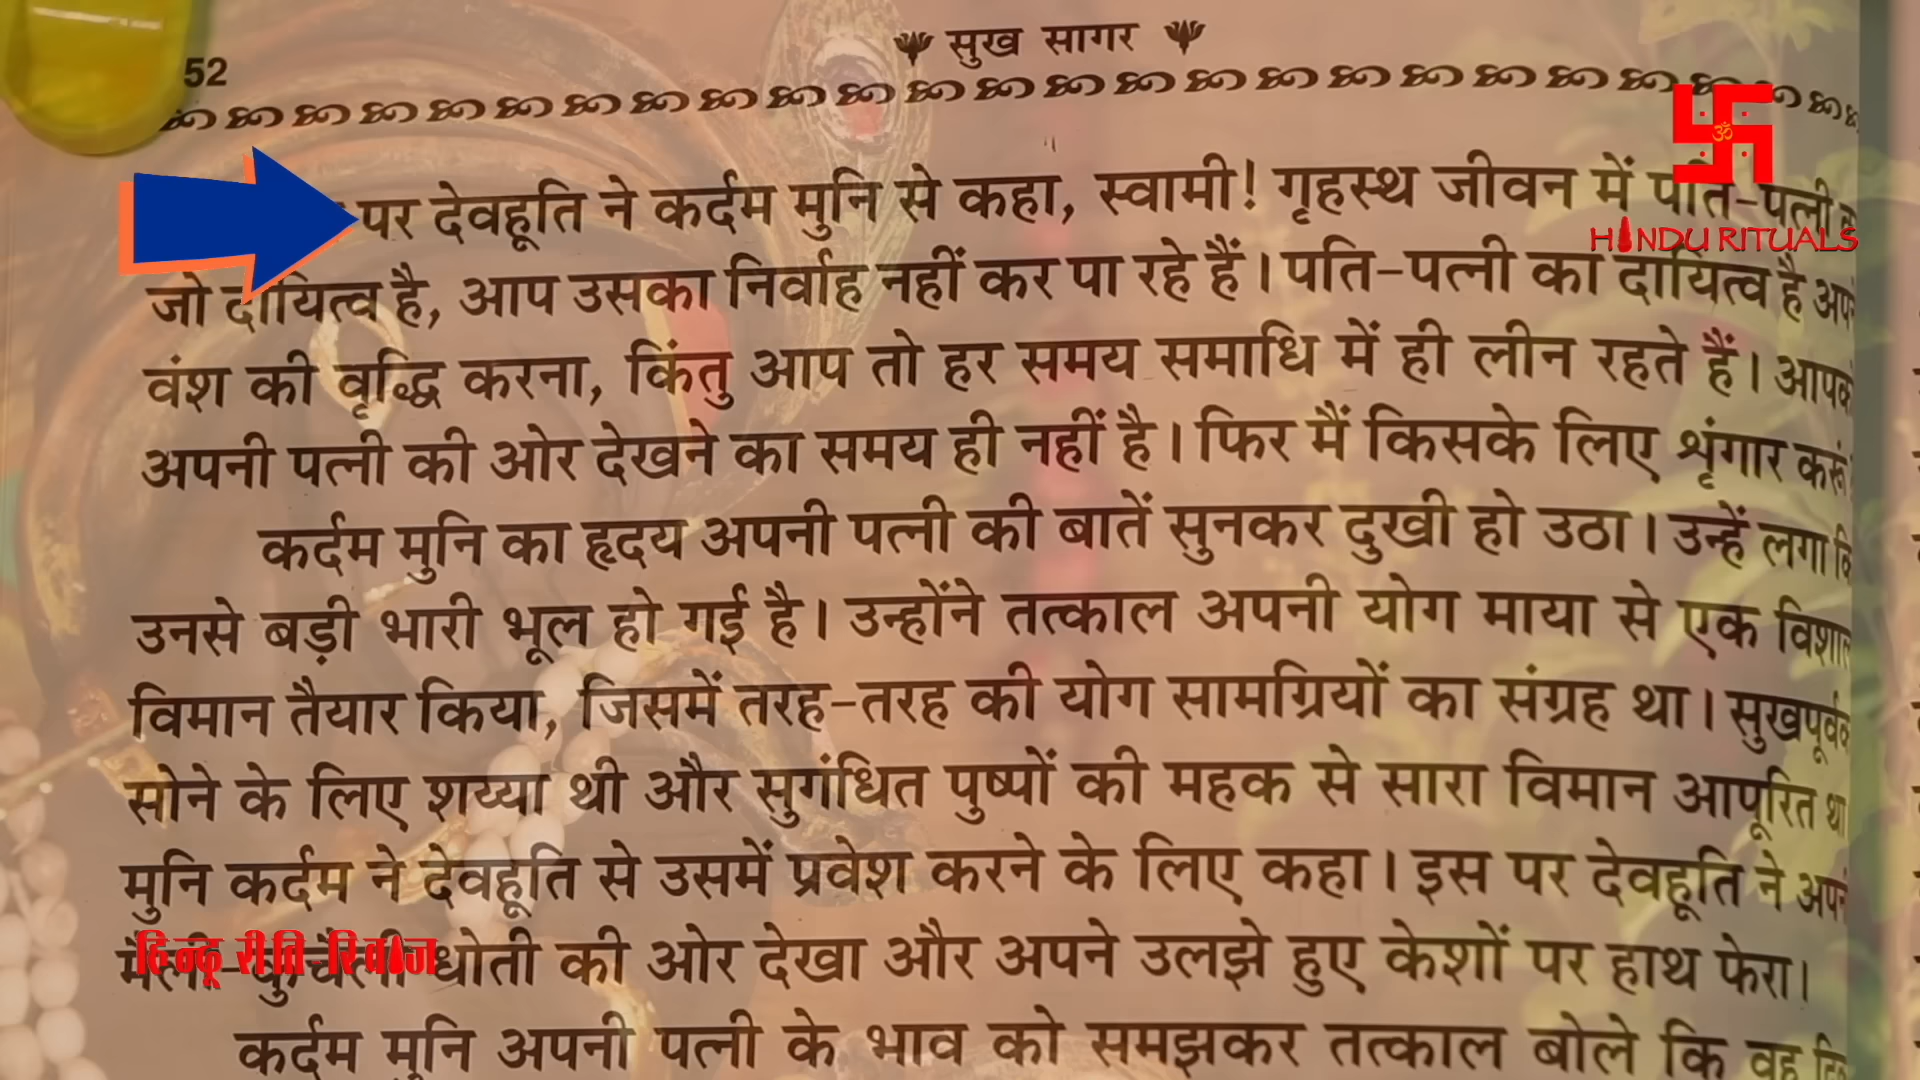 52
सुख सागर
पर देवहूति ने कर्दम मुनि से कहा, स्वामी! गृहस्थ जीवन में पति-पत्नी
HINDU RITUALS
जो दायित्व है, आप उसका निर्वाह नहीं कर पा रहे हैं। पति-पत्नी का दायित्व है
वंश की वृद्धि करना, किंतु आप तो हर समय समाधि में ही लीन रहते हैं।
अपनी पत्नी की ओर देखने का समय ही नहीं है। फिर मैं किसके लिए शृंगार करूं
कर्दम मुनि का हृदय अपनी पत्नी की बातें सुनकर दुखी हो उठा। उन्हें लगा
उनसे बड़ी भारी भूल हो गई है। उन्होंने तत्काल अपनी योग माया से एक
विमान तैयार किया, जिसमें तरह-तरह की योग सामग्रियों का संग्रह था।
सोने के लिए शय्या थी और सुगंधित पुष्पों की महक से सारा विमान आपूरित था
मुनि कर्दम ने देवहूति से उसमें प्रवेश करने के लिए कहा। इस पर देवहूति ने
धोती की ओर देखा और अपने उलझे हुए केशों पर हाथ फेरा।
हिन्दू रीति-रिवाज
कर्दम मुनि अपनी पत्नी के भाव को समझकर तत्काल बोले कि वह